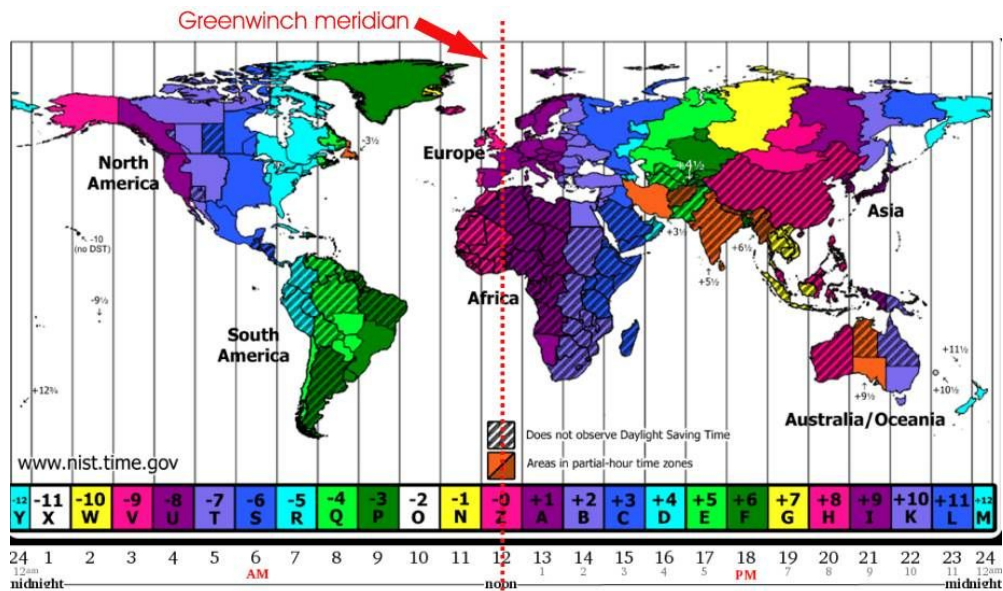 Greenwinch meridian
-3½
Europe
North
America
+4½
Asia
-10
(no DST)
+3½
+6½
+5½
-9½
Africa
South
America
+11½
+12¾
+10½
+9½
Australia/Oceania
Does not observe Daylight Saving Time
Areas in partial-hour time zones
www.nist.time.gov
-12 -11 -10 -9 -8 -7 -6 -5 -4 -3 -2 -1 -0 +1 +2 +3 +4 +5 +6 +7 +8 +9 +10 +11 +12
Y X W V U T S R Q P O N Z A B C D E F G H I K L M
24 1 2 3 4 5 6 7 8 9 10 11 12 13 14 15 16 17 18 19 20 21 22 23 24
12am AM 1 2 3 4 5 PM 7 8 9 10 11 12am
midnight noon midnight